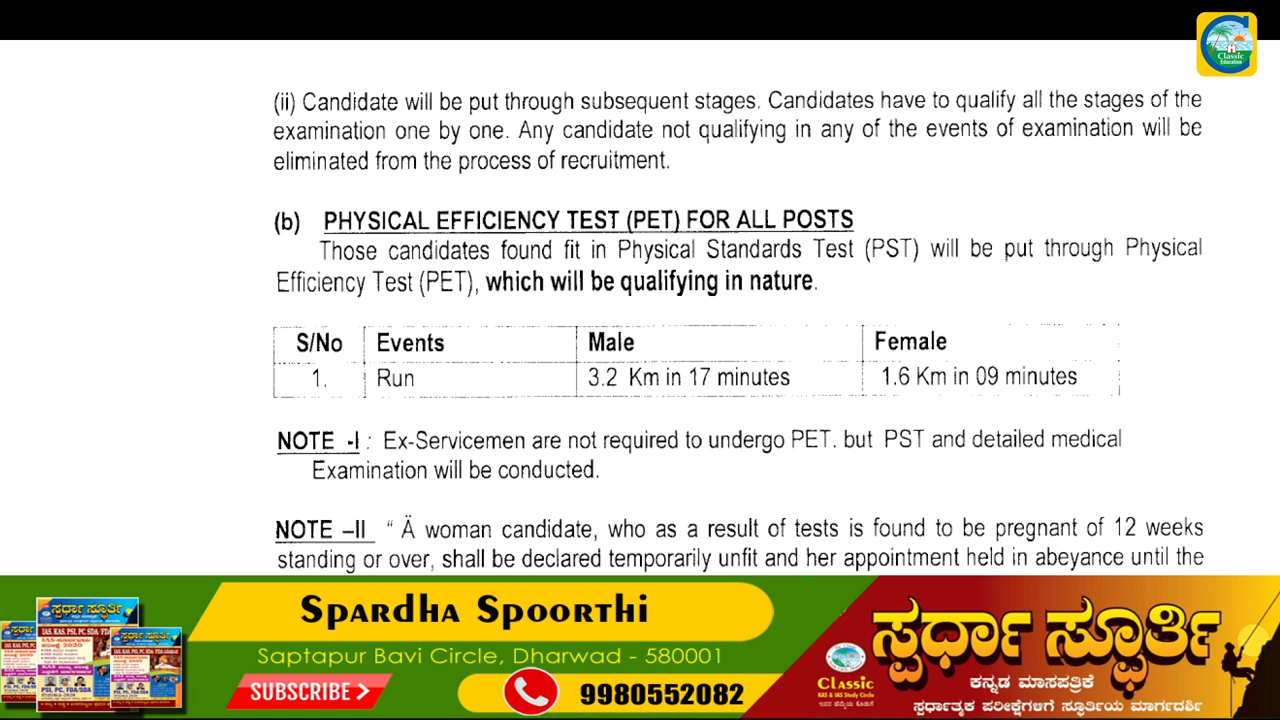 Classic
Education
(ii) Candidate will be put through subsequent stages. Candidates have to qualify all the stages of the
examination one by one. Any candidate not qualifying in any of the events of examination will be
eliminated from the process of recruitment.
(b) PHYSICAL EFFICIENCY TEST (PET) FOR ALL POSTS
Those candidates found fit in Physical Standards Test (PST) will be put through Physical
Efficiency Test (PET), which will be qualifying in nature.
S/No Events Male Female
1. Run 3.2 Km in 17 minutes 1.6 Km in 09 minutes
NOTE -I : Ex-Servicemen are not required to undergo PET. but PST and detailed medical
Examination will be conducted.
NOTE –II “ Ä woman candidate, who as a result of tests is found to be pregnant of 12 weeks
standing or over, shall be declared temporarily unfit and her appointment held in abeyance until the
ಸ್ಪರ್ಧಾ ಸ್ಫೂರ್ತಿ
Spardha Spoorthi
Saptapur Bavi Circle, Dharwad - 580001
SUBSCRIBE >
9980552082
Classic
KAS & IAS Study Circle
ಸ್ಪರ್ಧಾ ಸ್ಫೂರ್ತಿ
ಕನ್ನಡ ಮಾಸಪತ್ರಿಕೆ
ಸ್ಪರ್ಧಾತ್ಮಕ ಪರೀಕ್ಷೆಗಳಿಗೆ ಸ್ಫೂರ್ತಿಯ ಮಾರ್ಗದರ್ಶಿ